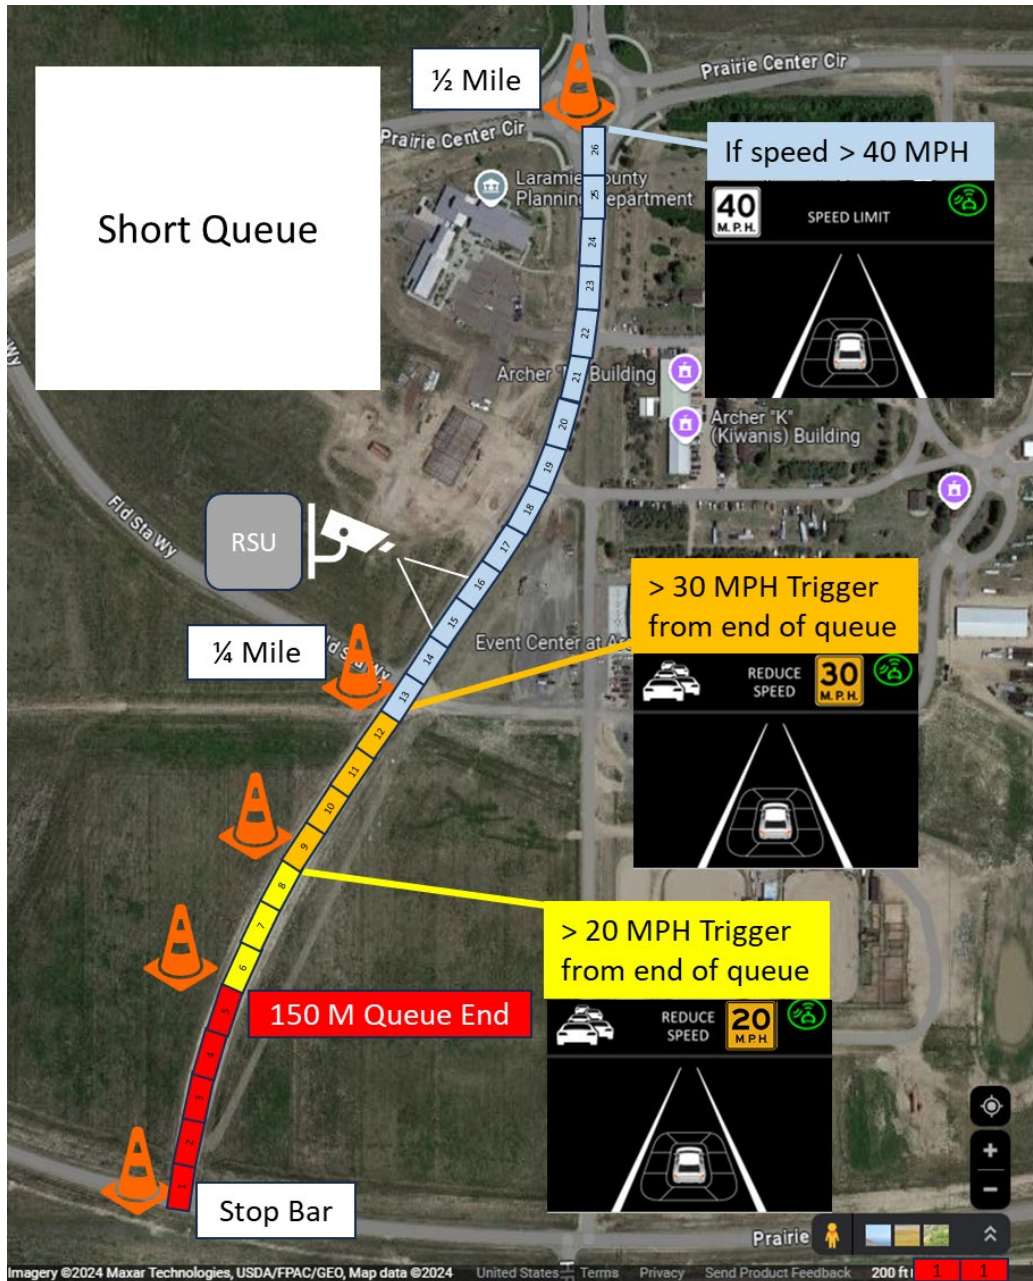 ½ Mile
Prairie Center Cir
Prairie Center Cir
If speed > 40 MPH
40
M. P. H.
SPEED LIMIT
Short Queue
Laramie County
Planning Department
26
25
24
23
22
21
20
19
18
17
16
15
14
13
12
11
10
9
8
7
6
5
4
3
2
1
Archer "
Building
Archer "K"
(Kiwanis) Building
Fld Sta Wy
RSU
> 30 MPH Trigger
from end of queue
¼ Mile
Event Center at
REDUCE
SPEED
30
M. P. H.
> 20 MPH Trigger
from end of queue
150 M Queue End
REDUCE
SPEED
20
M.P.H.
Stop Bar
Prairie
Imagery ©2024 Maxar Technologies, USDA/FPAC/GEO, Map data ©2024
United States
Terms
Privacy
Send Product Feedback
200 ft
1
1